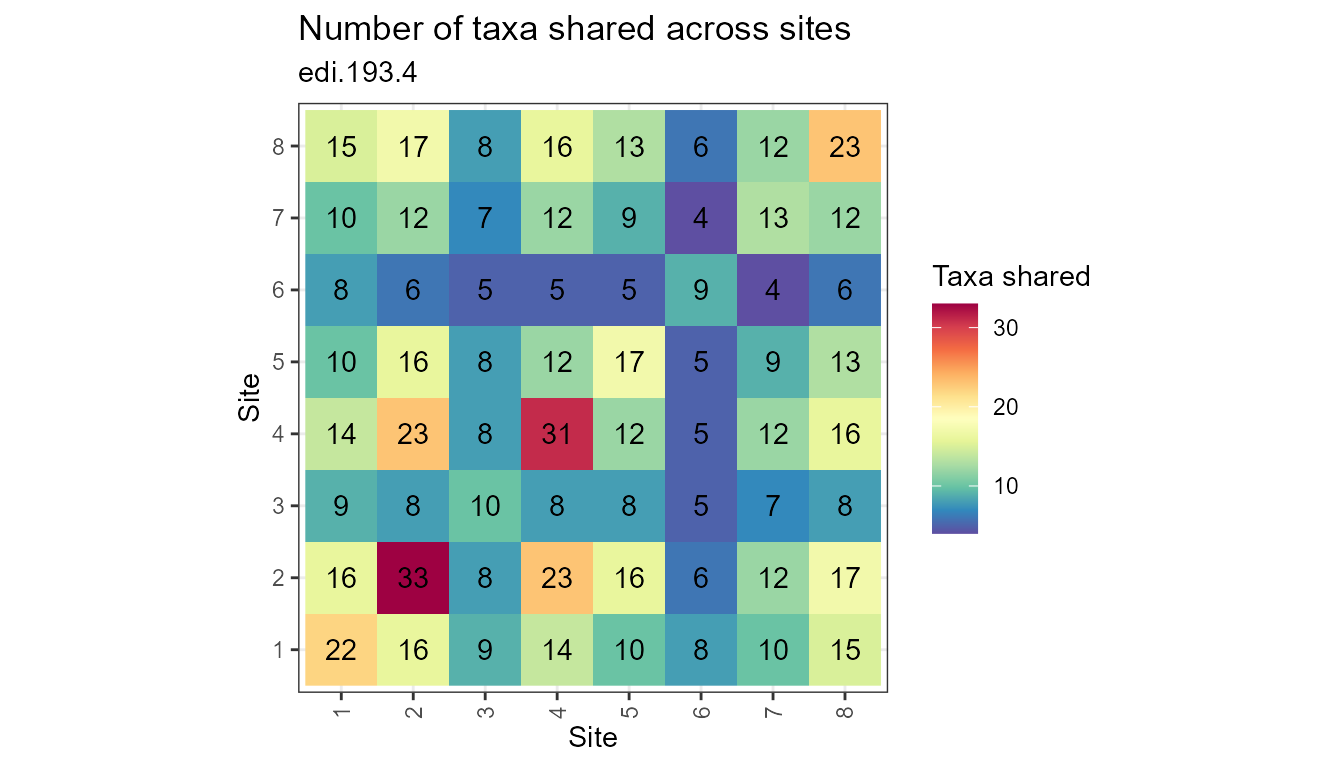 Number of taxa shared across sites
edi.193.4
8 15 17 8 16 13 6 12 23
7 10 12 7 12 9 4 13 12
6 8 6 5 5 5 9 4 6
5 10 16 8 12 17 5 9 13
4 14 23 8 31 12 5 12 16
3 9 8 10 8 8 5 7 8
2 16 33 8 23 16 6 12 17
1 22 16 9 14 10 8 10 15
1 2 3 4 5 6 7 8
Site
Site
Taxa shared
30
20
10